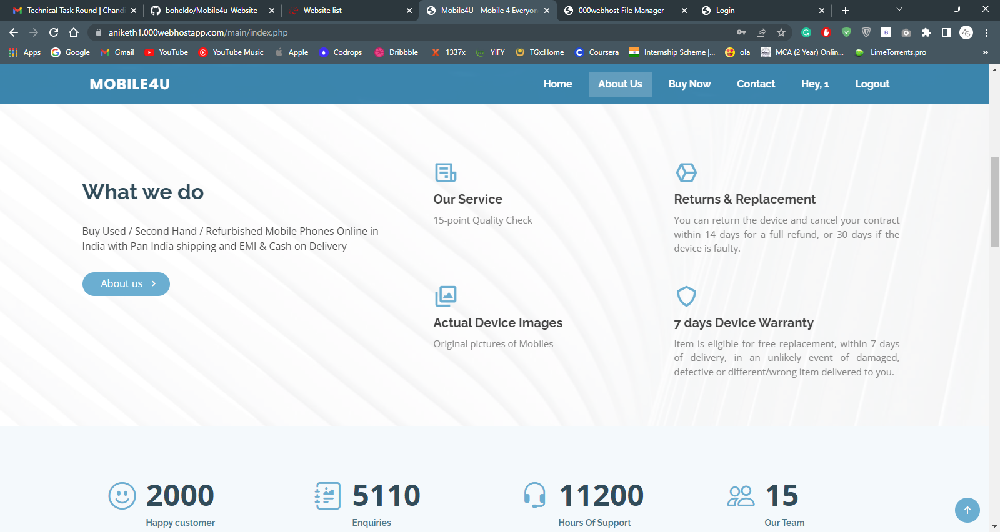 Technical Task Round | Chandi
boheldo/Mobile4u_Website
Website list
Mobile4U - Mobile 4 Everyon
000webhost File Manager
Login
aniketh1.000webhostapp.com/main/index.php
Apps
Google
Gmail
YouTube
YouTube Music
Apple
Codrops
Dribbble
1337x
YIFY
TGx:Home
Coursera
Internship Scheme |...
ola
MCA (2 Year) Onlin...
LimeTorrents.pro
»
MOBILE4U
Home
About Us
Buy Now
Contact
Hey, 1
Logout
What we do
Buy Used / Second Hand / Refurbished Mobile Phones Online in
India with Pan India shipping and EMI & Cash on Delivery
About us
Our Service
15-point Quality Check
Returns & Replacement
You can return the device and cancel your contract
within 14 days for a full refund, or 30 days if the
device is faulty.
Actual Device Images
Original pictures of Mobiles
7 days Device Warranty
Item is eligible for free replacement, within 7 days
of delivery, in an unlikely event of damaged,
defective or different/wrong item delivered to you.
2000
Happy customer
5110
Enquiries
11200
Hours Of Support
15
Our Team